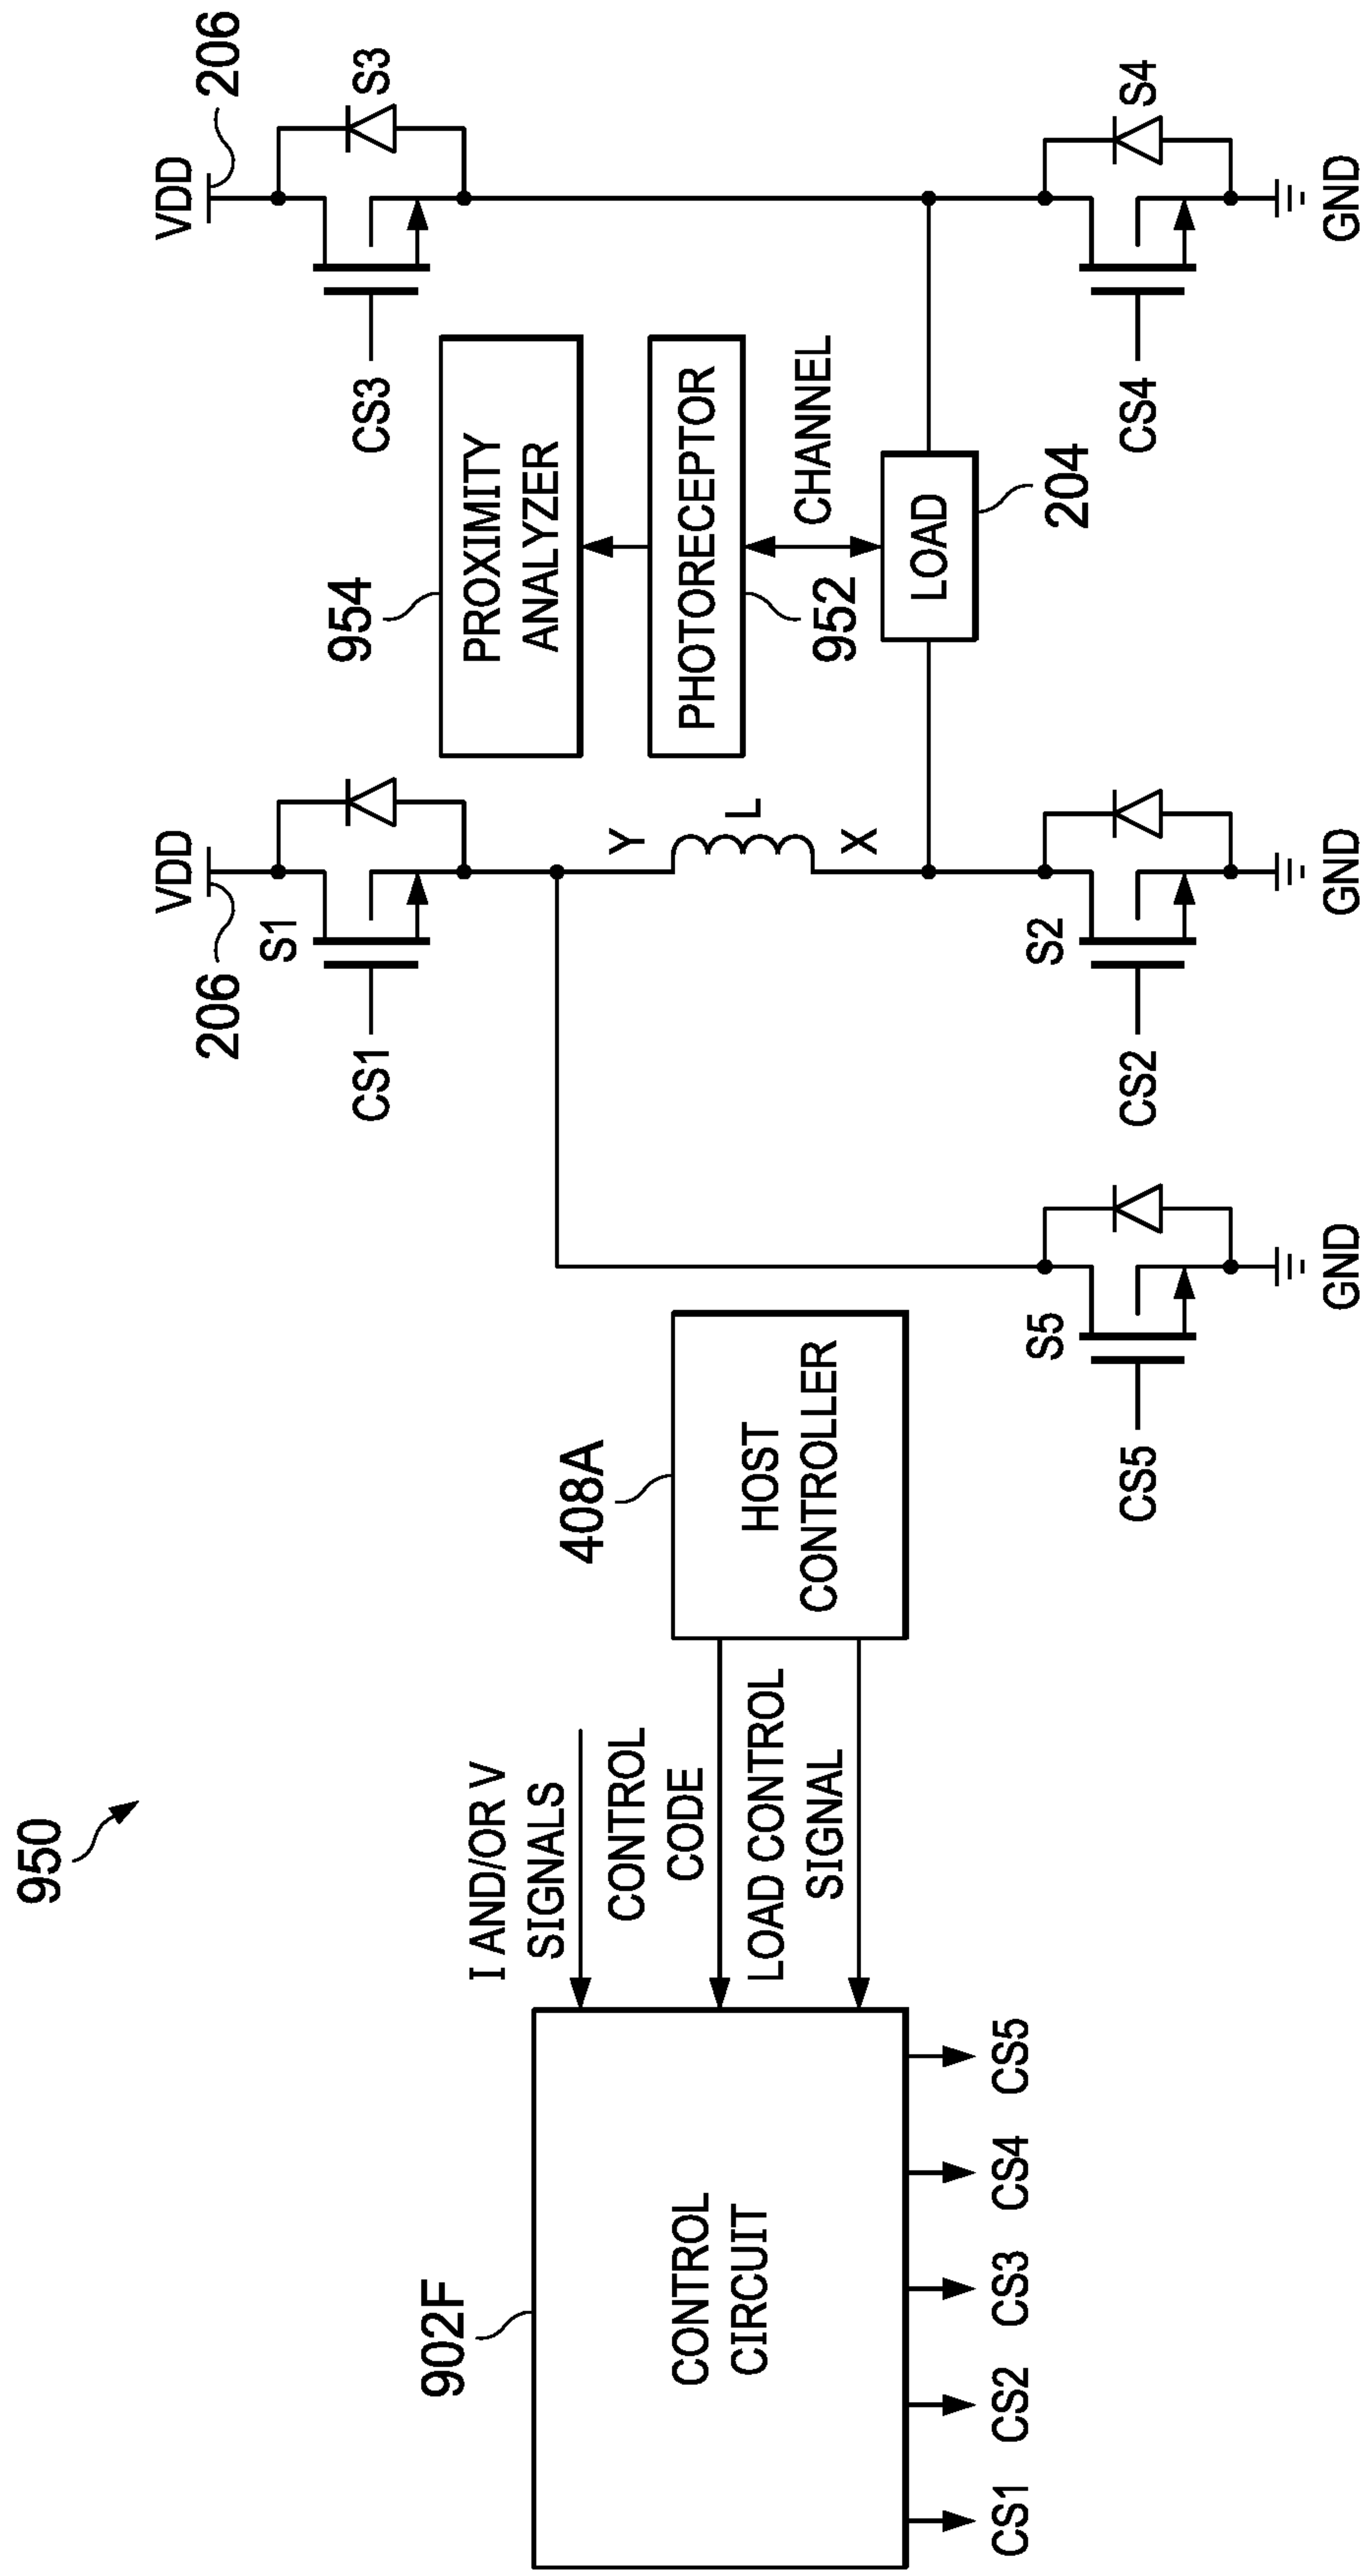 950
902F
CONTROL
CIRCUIT
CS1
CS2
CS3
CS4
CS5
I AND/OR V
SIGNALS
CONTROL
CODE
LOAD CONTROL
SIGNAL
408A
HOST
CONTROLLER
CS5
S5
GND
206
VDD
S1
CS1
Y
L
X
CS2
S2
GND
954
PROXIMITY
ANALYZER
PHOTORECEPTOR
952
CHANNEL
LOAD
204
VDD
206
CS3
S3
CS4
S4
GND